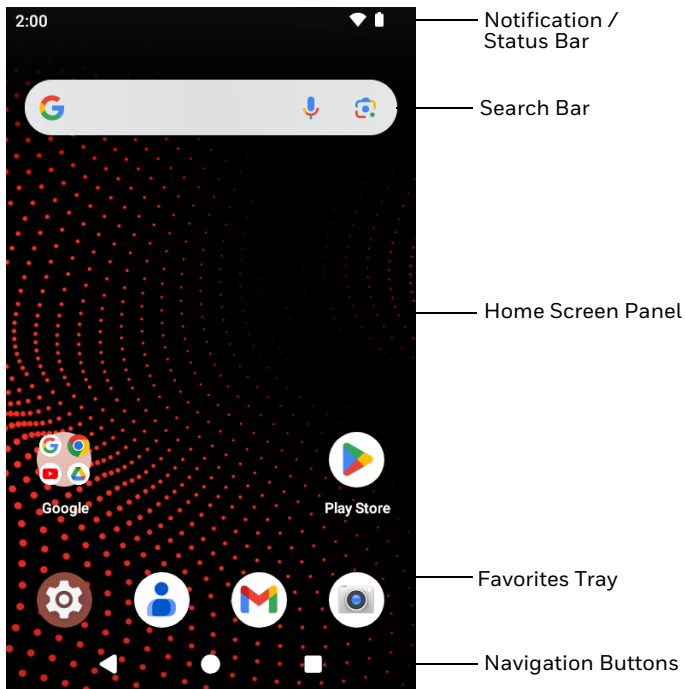 2:00
Notification /
Status Bar
Search Bar
Home Screen Panel
Google
Play Store
Favorites Tray
Navigation Buttons